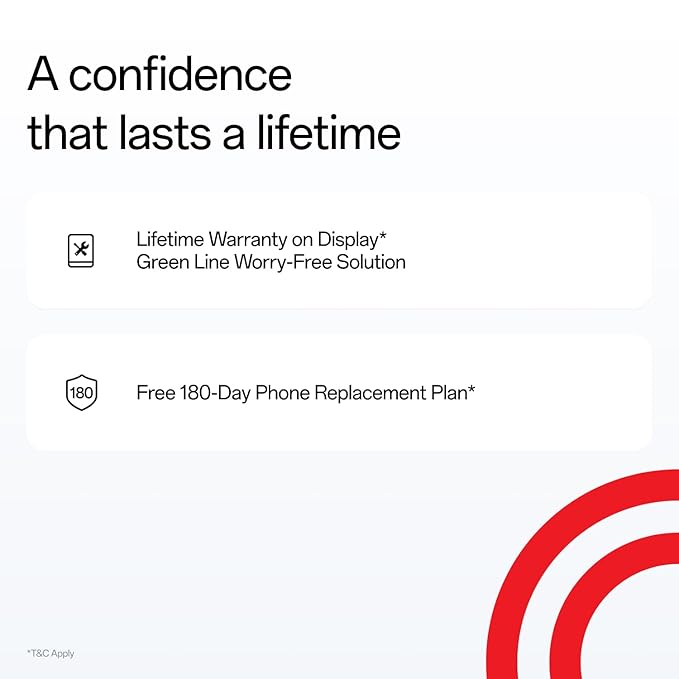 A confidence
that lasts a lifetime
Lifetime Warranty on Display*
Green Line Worry-Free Solution
180
Free 180-Day Phone Replacement Plan*
*T&C Apply